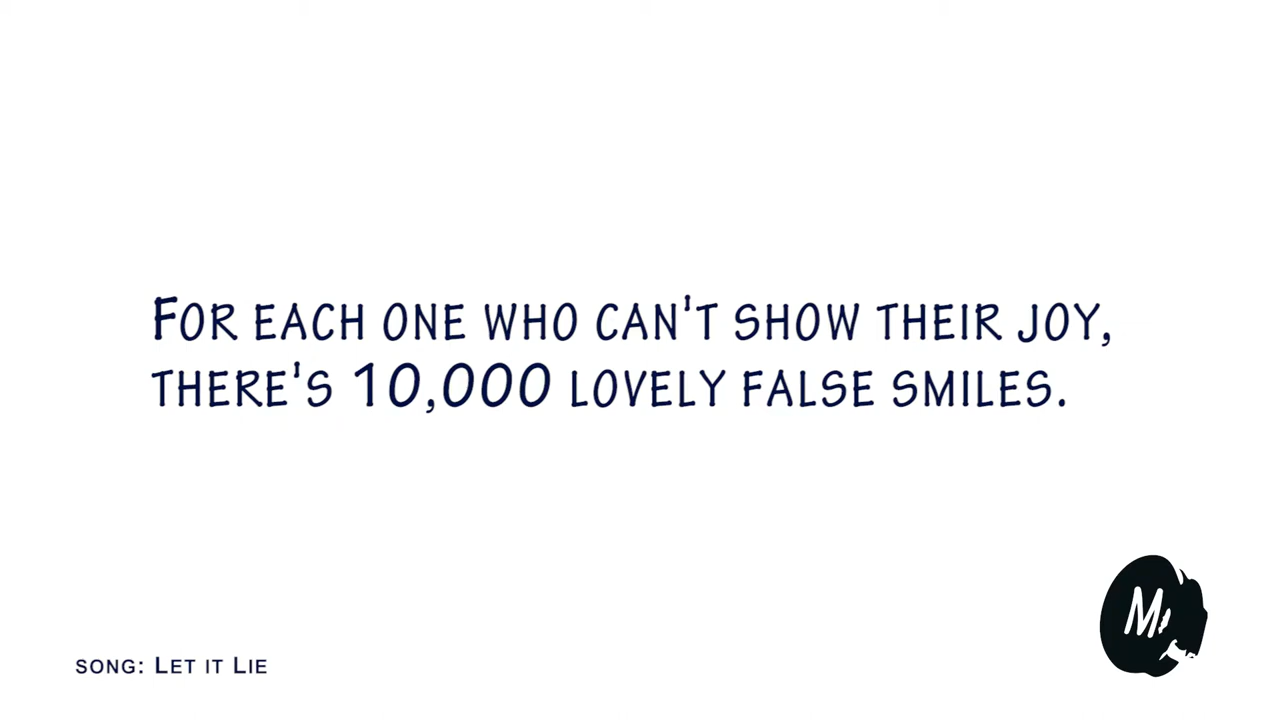 FOR EACH ONE WHO CAN'T SHOW THEIR JOY,
THERE'S 10,000 LOVELY FALSE SMILES.
SONG: LET IT LIE
M